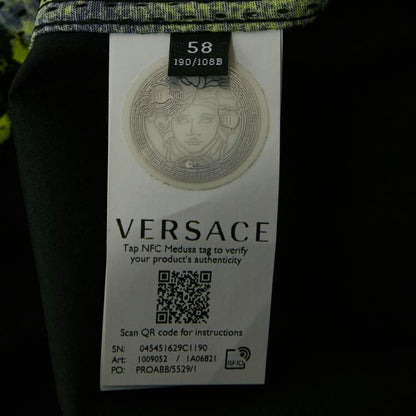 58
190/108B
VERSACE
Tap NFC Medusa tag to verify
your product's authenticity
Scan QR code for instructions
SN: 045451629C1190
Art: 1009052 / 1A06821
PO: PROABB/5529/1
RFID